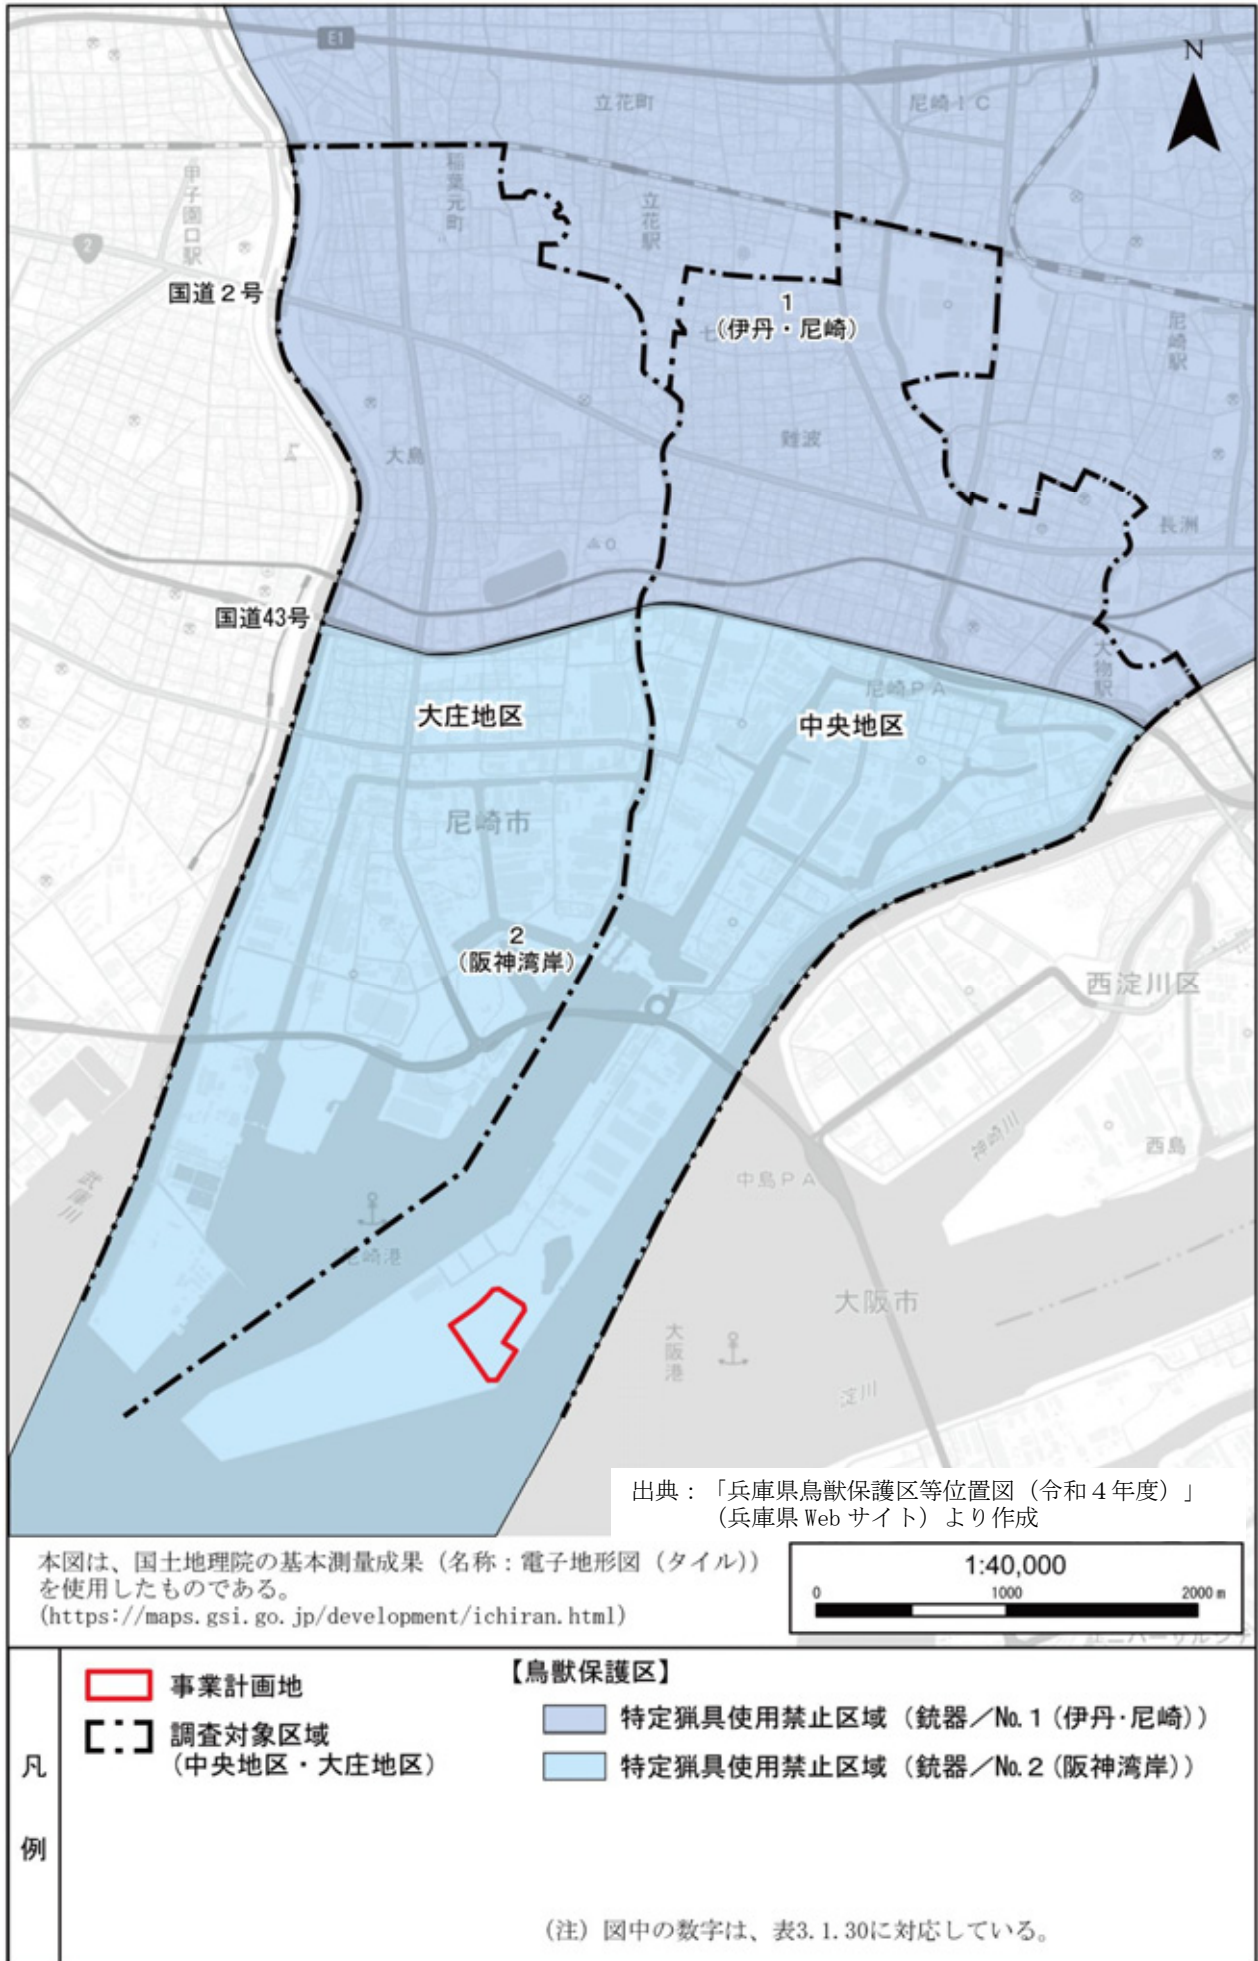 E1
N
立花町
尼崎ＩＣ
甲子園口駅
稲葉元町
立花駅
2
国道２号
1
（伊丹・尼崎）
七
尼崎駅
大島
難波
長洲
国道43号
大物駅
尼崎ＰＡ
大庄地区
中央地区
尼崎市
2
（阪神湾岸）
西淀川区
神崎川
西島
中島ＰＡ
武庫川
尼崎港
大阪市
大阪港
淀川
出典：「兵庫県鳥獣保護区等位置図（令和４年度）」
（兵庫県 Web サイト）より作成
本図は、国土地理院の基本測量成果（名称：電子地形図（タイル））
を使用したものである。
(https://maps.gsi.go.jp/development/ichiran.html)
1:40,000
0 1000 2000 m
凡例
事業計画地
調査対象区域
（中央地区・大庄地区）
【鳥獣保護区】
特定猟具使用禁止区域（銃器／No.1（伊丹・尼崎））
特定猟具使用禁止区域（銃器／No.2（阪神湾岸））
（注）図中の数字は、表3.1.30に対応している。